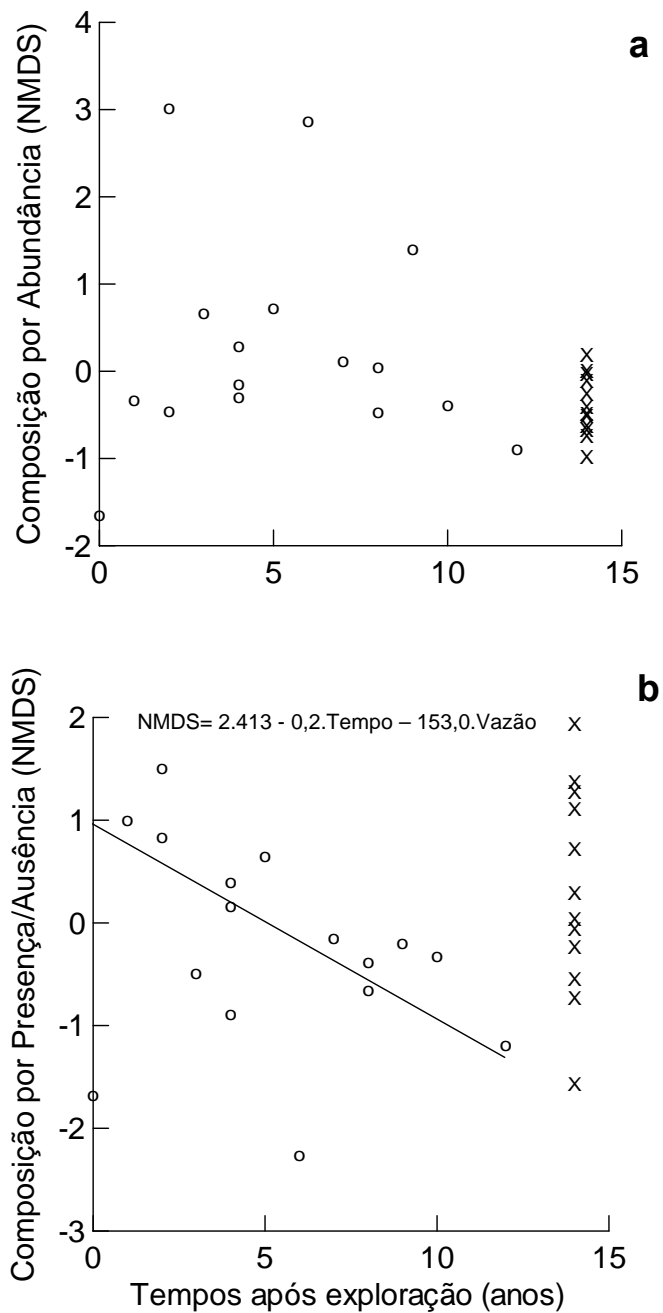 a
Composição por Abundância (NMDS)
4
3
2
1
0
-1
-2
0 5 10 15
b
Composição por Presença/Ausência (NMDS)
NMDS= 2.413 - 0,2.Tempo – 153,0.Vazão
2
1
0
-1
-2
-3
0 5 10 15
Tempos após exploração (anos)